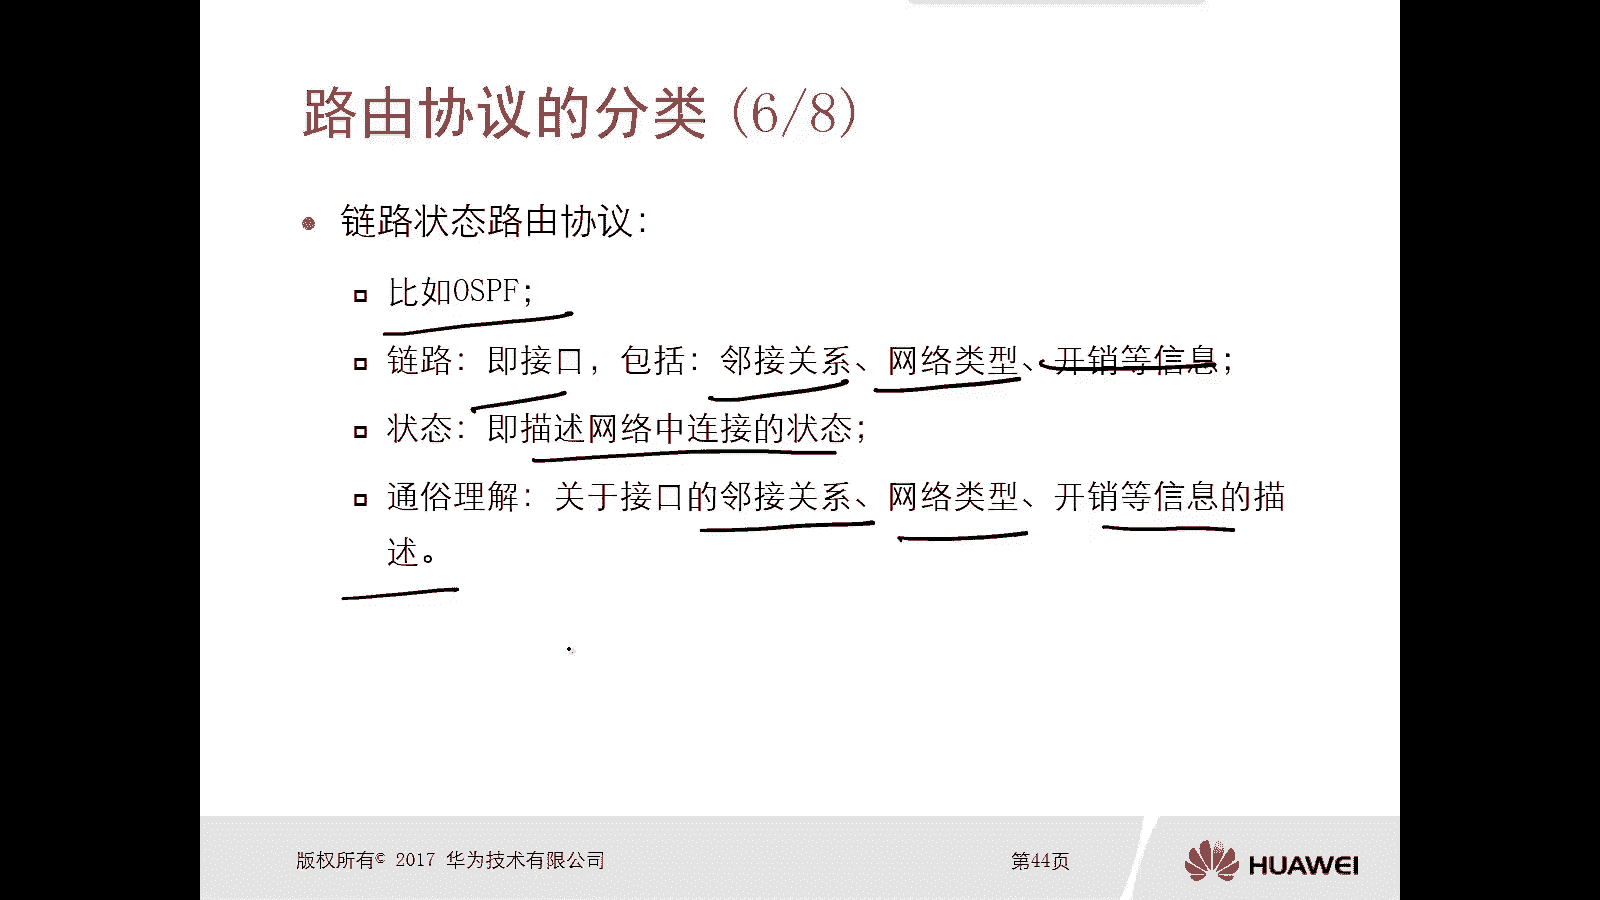 路由协议的分类 (6/8)
链路状态路由协议：
比如OSPF；
链路：即接口，包括：邻接关系、网络类型、开销等信息；
状态：即描述网络中连接的状态；
通俗理解：关于接口的邻接关系、网络类型、开销等信息的描
述。
版权所有© 2017 华为技术有限公司
第44页
HUAWEI